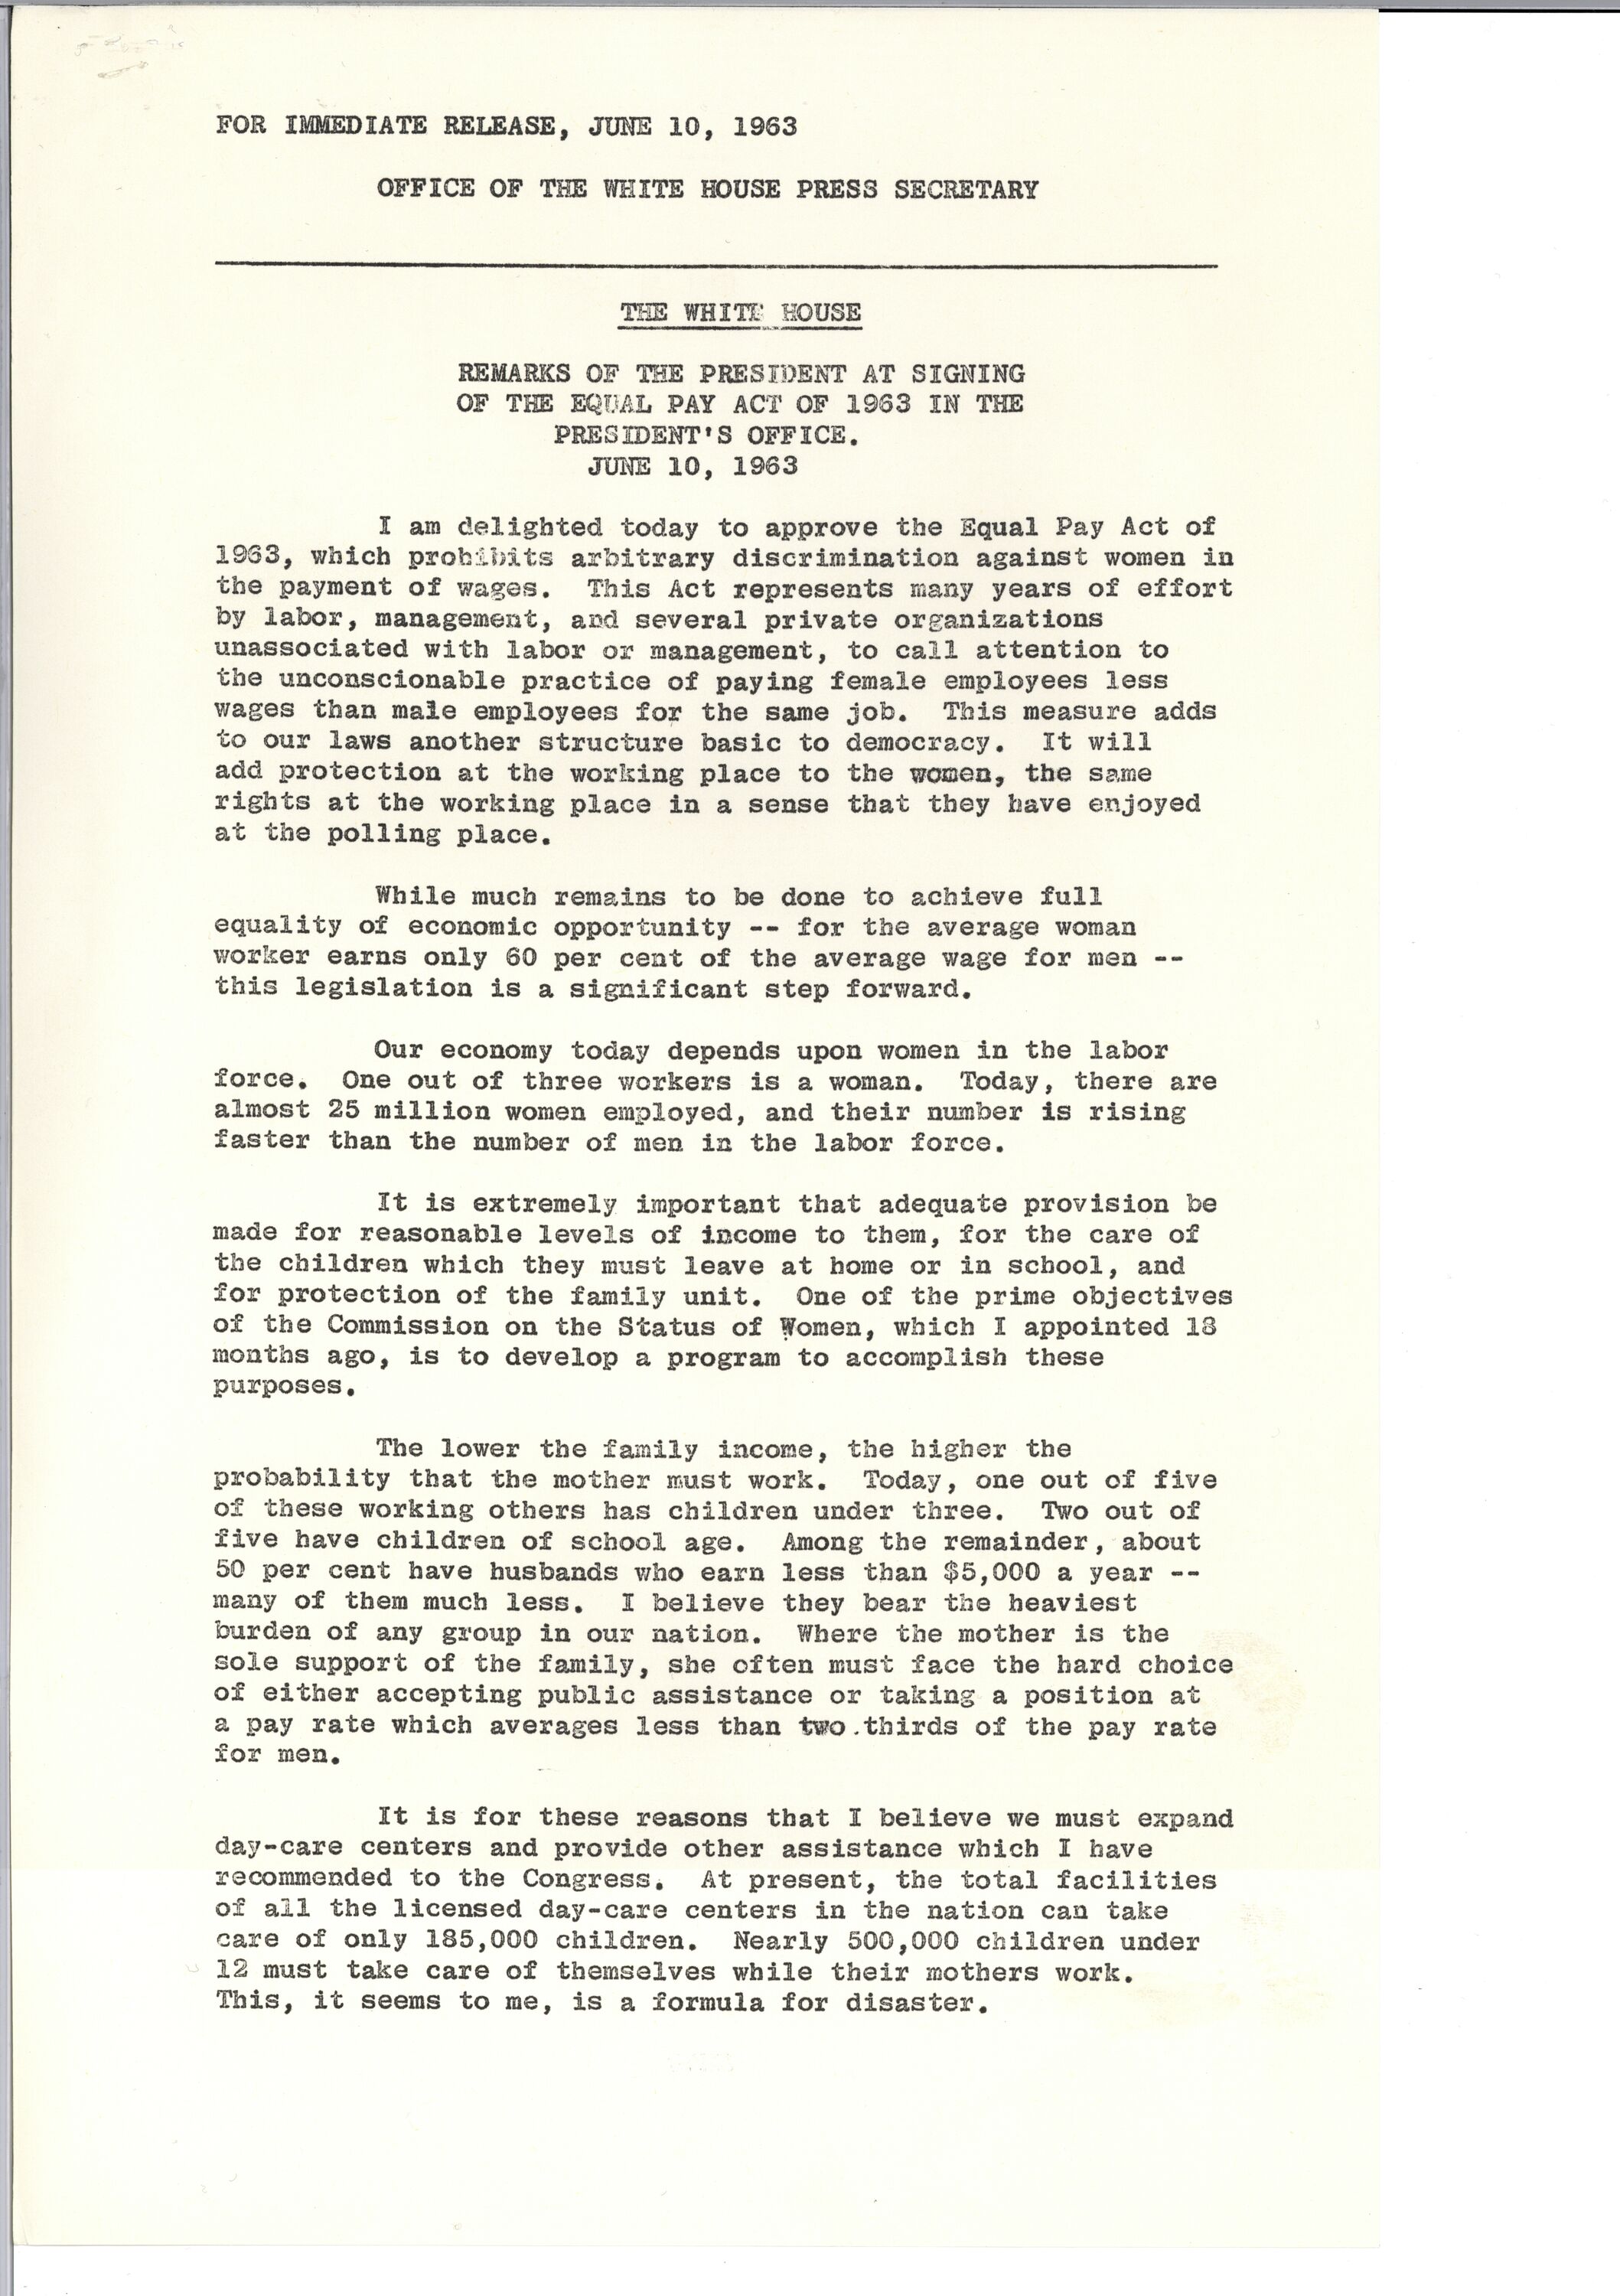 FOR IMMEDIATE RELEASE, JUNE 10, 1963
OFFICE OF THE WHITE HOUSE PRESS SECRETARY
THE WHITE HOUSE
REMARKS OF THE PRESIDENT AT SIGNING
OF THE EQUAL PAY ACT OF 1963 IN THE
PRESIDENT'S OFFICE.
JUNE 10, 1963
I am delighted today to approve the Equal Pay Act of
1963, which prohibits arbitrary discrimination against women in
the payment of wages. This Act represents many years of effort
by labor, management, and several private organizations
unassociated with labor or management, to call attention to
the unconscionable practice of paying female employees less
wages than male employees for the same job. This measure adds
to our laws another structure basic to democracy. It will
add protection at the working place to the women, the same
rights at the working place in a sense that they have enjoyed
at the polling place.
While much remains to be done to achieve full
equality of economic opportunity -- for the average woman
worker earns only 60 per cent of the average wage for men --
this legislation is a significant step forward.
Our economy today depends upon women in the labor
force. One out of three workers is a woman. Today, there are
almost 25 million women employed, and their number is rising
faster than the number of men in the labor force.
It is extremely important that adequate provision be
made for reasonable levels of income to them, for the care of
the children which they must leave at home or in school, and
for protection of the family unit. One of the prime objectives
of the Commission on the Status of Women, which I appointed 18
months ago, is to develop a program to accomplish these
purposes.
The lower the family income, the higher the
probability that the mother must work. Today, one out of five
of these working others has children under three. Two out of
five have children of school age. Among the remainder, about
50 per cent have husbands who earn less than $5,000 a year --
many of them much less. I believe they bear the heaviest
burden of any group in our nation. Where the mother is the
sole support of the family, she often must face the hard choice
of either accepting public assistance or taking a position at
a pay rate which averages less than two.thirds of the pay rate
for men.
It is for these reasons that I believe we must expand
day-care centers and provide other assistance which I have
recommended to the Congress. At present, the total facilities
of all the licensed day-care centers in the nation can take
care of only 185,000 children. Nearly 500,000 children under
12 must take care of themselves while their mothers work.
This, it seems to me, is a formula for disaster.